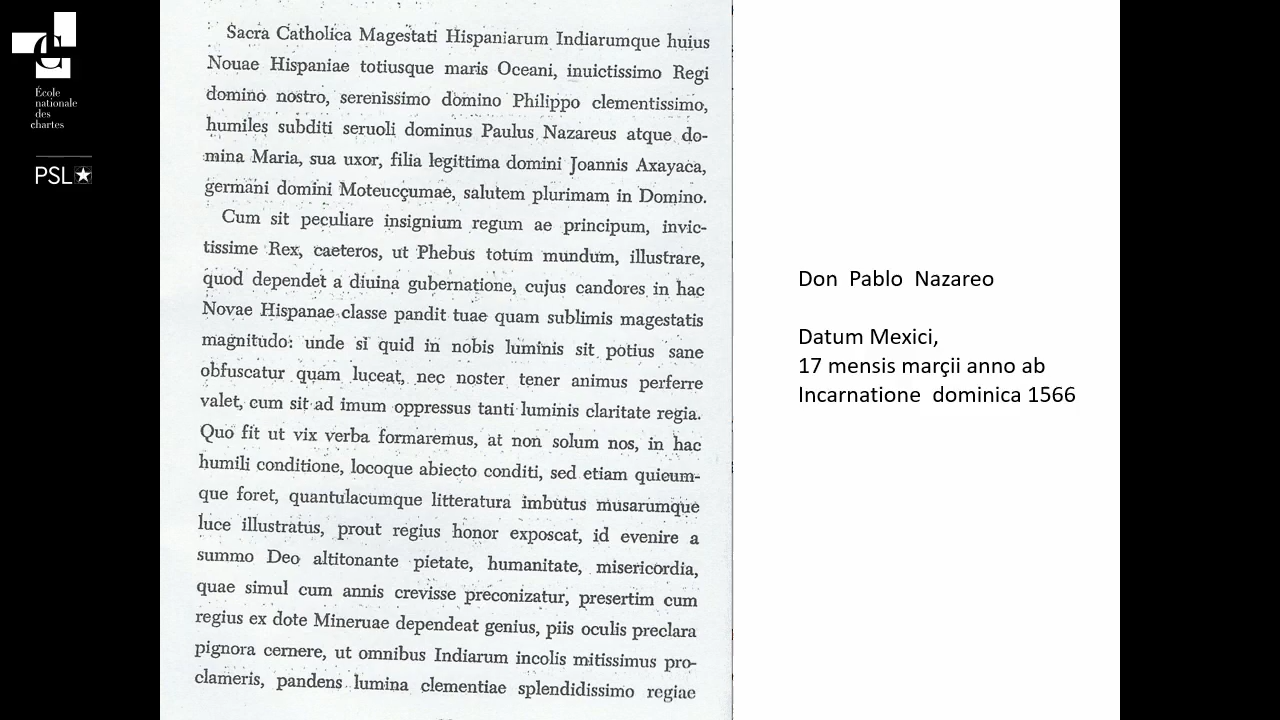 École
nationale
des
chartes
PSL
Sacra Catholica Magestati Hispaniarum Indiarumque huius
Nouae Hispaniae totiusque maris Oceani, inuictissimo Regi
domino nostro, serenissimo domino Philippo clementissimo,
humiles subditi seruoli dominus Paulus Nazareus atque do-
mina Maria, sua uxor, filia legittima domini Joannis Axayaca,
germani domini Moteucçumae, salutem plurimam in Domino.
Cum sit peculiare insignium regum ae principum, invic-
tissime Rex, caeteros, ut Phebus totum mundum, illustrare,
quod dependet a diuina gubernatione, cujus candores in hac
Novae Hispanae classe pandit tuae quam sublimis magestatis
magnitudo: unde si quid in nobis luminis sit potius sane
obfuscatur quam luceat, nec noster tener animus perferre
valet, cum sit ad imum oppressus tanti luminis claritate regia.
Quo fit ut vix verba formaremus, at non solum nos, in hac
humili conditione, locoque abiecto conditi, sed etiam quieum-
que foret, quantulacumque litteratura imbutus musarumque
luce illustratus, prout regius honor exposcat, id evenire a
summo Deo altitonante pietate, humanitate, misericordia,
quae simul cum annis crevisse preconizatur, presertim cum
regius ex dote Mineruae dependeat genius, piis oculis preclara
pignora cernere, ut omnibus Indiarum incolis mitissimus pro-
clameris, pandens lumina clementiae splendidissimo regiae
Don Pablo Nazareo
Datum Mexici,
17 mensis marçii anno ab
Incarnatione dominica 1566